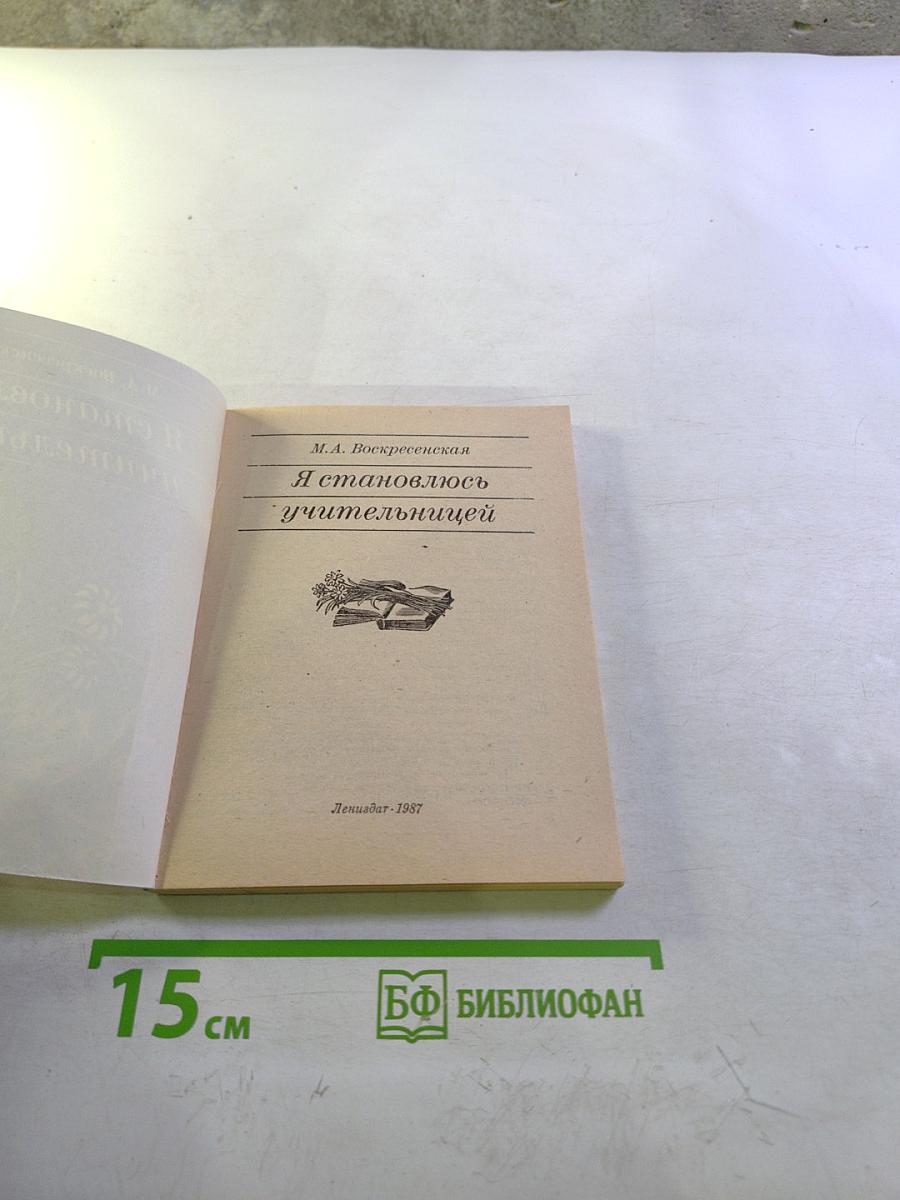 М.А. Воскресенская
Я становлюсь
учительницей
Лениздат · 1987
15 см
БФ БИБЛИОФАН